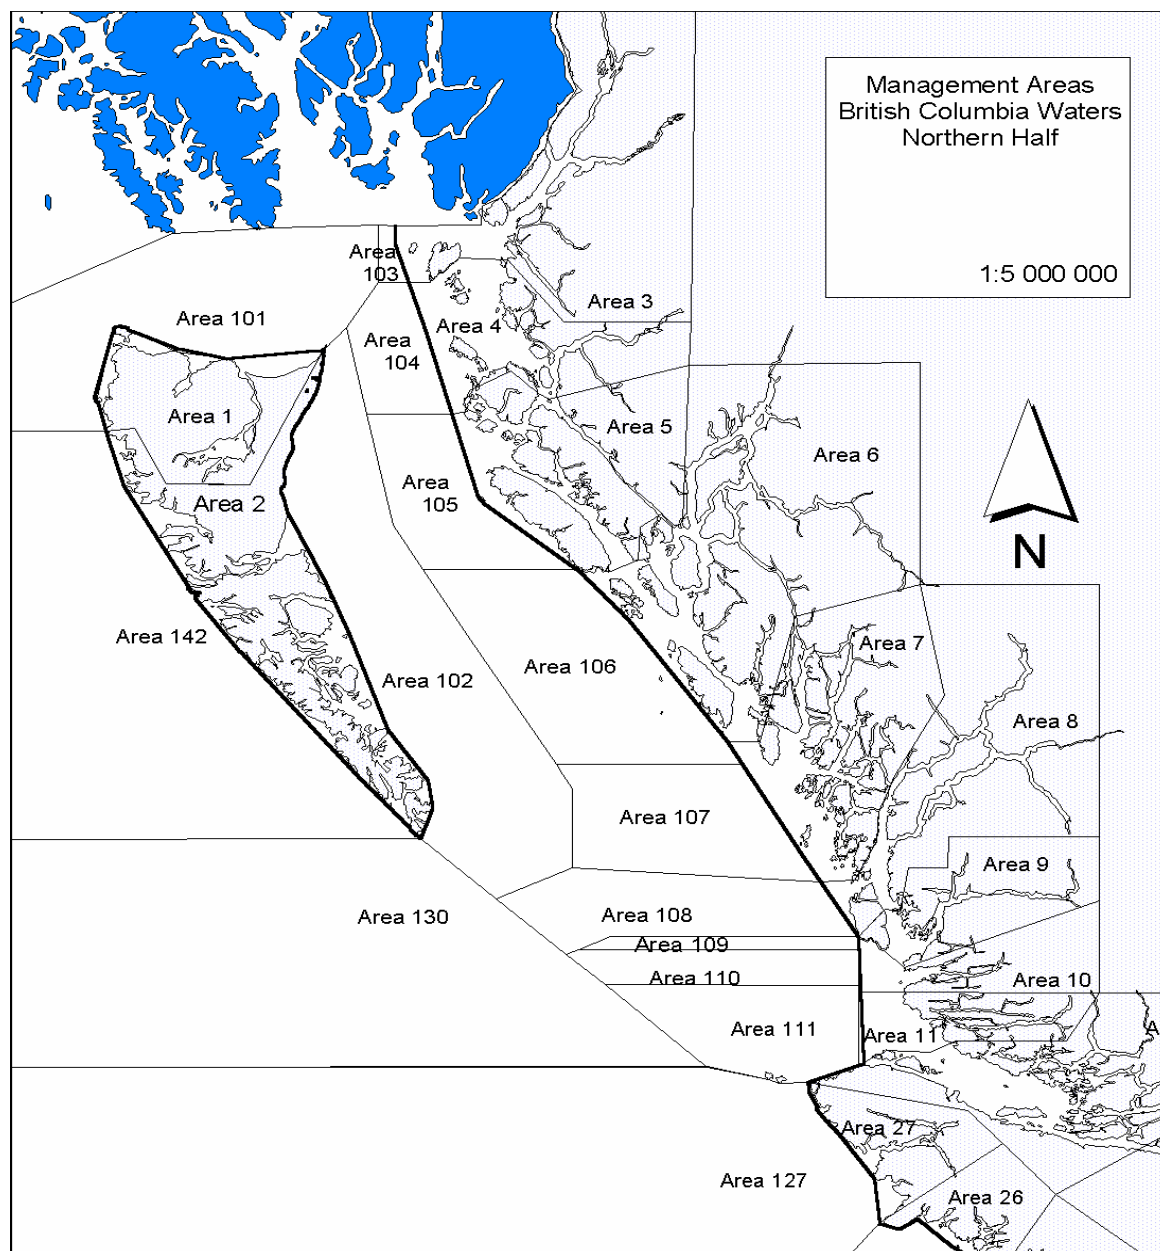 Management Areas
British Columbia Waters
Northern Half
1:5 000 000
Area
103
Area 3
Area 101
Area 4
Area
104
Area 1
Area 5
Area 6
Area
105
Area 2
N
Area 142
Area 7
Area 106
Area 102
Area 8
Area 107
Area 9
Area 130
Area 108
Area 109
Area 110
Area 10
Area 111
Area 11
A
Area 27
Area 127
Area 26